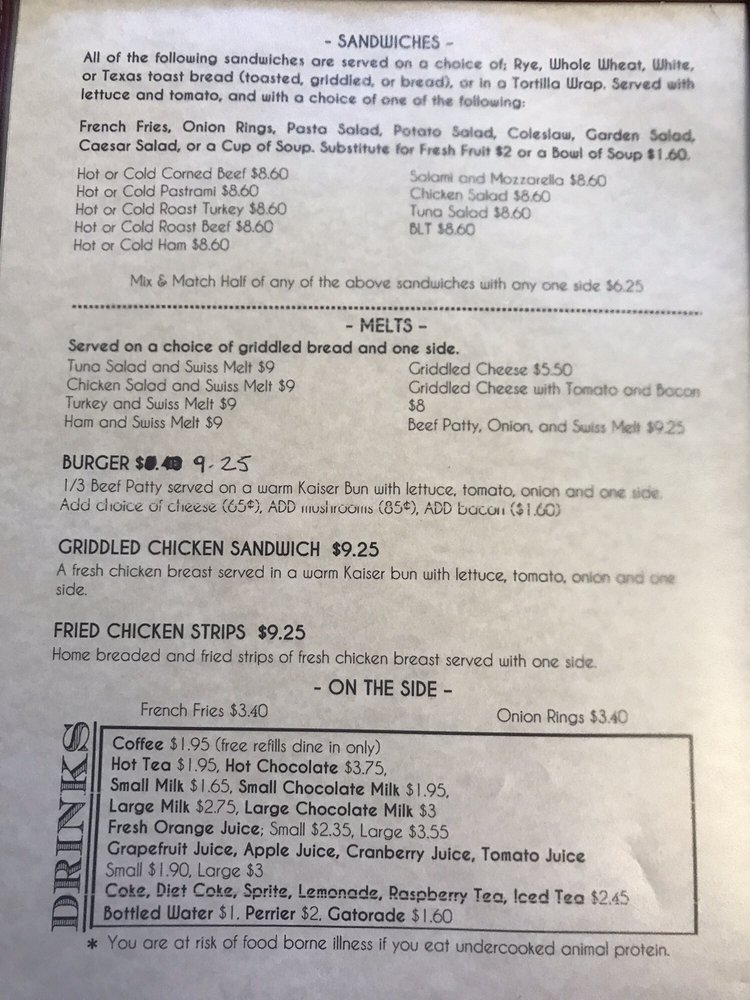 - SANDWICHES -
All of the following sandwiches are served on a choice of; Rye, Whole Wheat, White,
or Texas toast bread (toasted, griddled, or bread), or in a Tortilla Wrap. Served with
lettuce and tomato, and with a choice of one of the following:
French Fries, Onion Rings, Pasta Salad, Potato Salad, Coleslaw, Garden Salad,
Caesar Salad, or a Cup of Soup. Substitute for Fresh Fruit $2 or a Bowl of Soup $1.60.
Hot or Cold Corned Beef $8.60
Hot or Cold Pastrami $8.60
Hot or Cold Roast Turkey $8.60
Hot or Cold Roast Beef $8.60
Hot or Cold Ham $8.60
Salami and Mozzarella $8.60
Chicken Salad $8.60
Tuna Salad $8.60
BLT $8.60
Mix & Match Half of any of the above sandwiches with any one side $6.25
- MELTS -
Served on a choice of griddled bread and one side.
Tuna Salad and Swiss Melt $9
Chicken Salad and Swiss Melt $9
Turkey and Swiss Melt $9
Ham and Swiss Melt $9
Griddled Cheese $5.50
Griddled Cheese with Tomato and Bacon
$8
Beef Patty, Onion, and Swiss Melt $9.25
BURGER $ 9.25
1/3 Beef Patty served on a warm Kaiser Bun with lettuce, tomato, onion and one side.
Add choice of cheese (65¢), ADD mushrooms (85¢), ADD bacon ($1.60)
GRIDDLED CHICKEN SANDWICH $9.25
A fresh chicken breast served in a warm Kaiser bun with lettuce, tomato, onion and one
side.
FRIED CHICKEN STRIPS $9.25
Home breaded and fried strips of fresh chicken breast served with one side.
- ON THE SIDE -
French Fries $3.40
Onion Rings $3.40
DRINKS
Coffee $1.95 (free refills dine in only)
Hot Tea $1.95, Hot Chocolate $3.75,
Small Milk $1.65, Small Chocolate Milk $1.95,
Large Milk $2.75, Large Chocolate Milk $3
Fresh Orange Juice; Small $2.35, Large $3.55
Grapefruit Juice, Apple Juice, Cranberry Juice, Tomato Juice
Small $1.90, Large $3
Coke, Diet Coke, Sprite, Lemonade, Raspberry Tea, Iced Tea $2.45
Bottled Water $1, Perrier $2, Gatorade $1.60
* You are at risk of food borne illness if you eat undercooked animal protein.